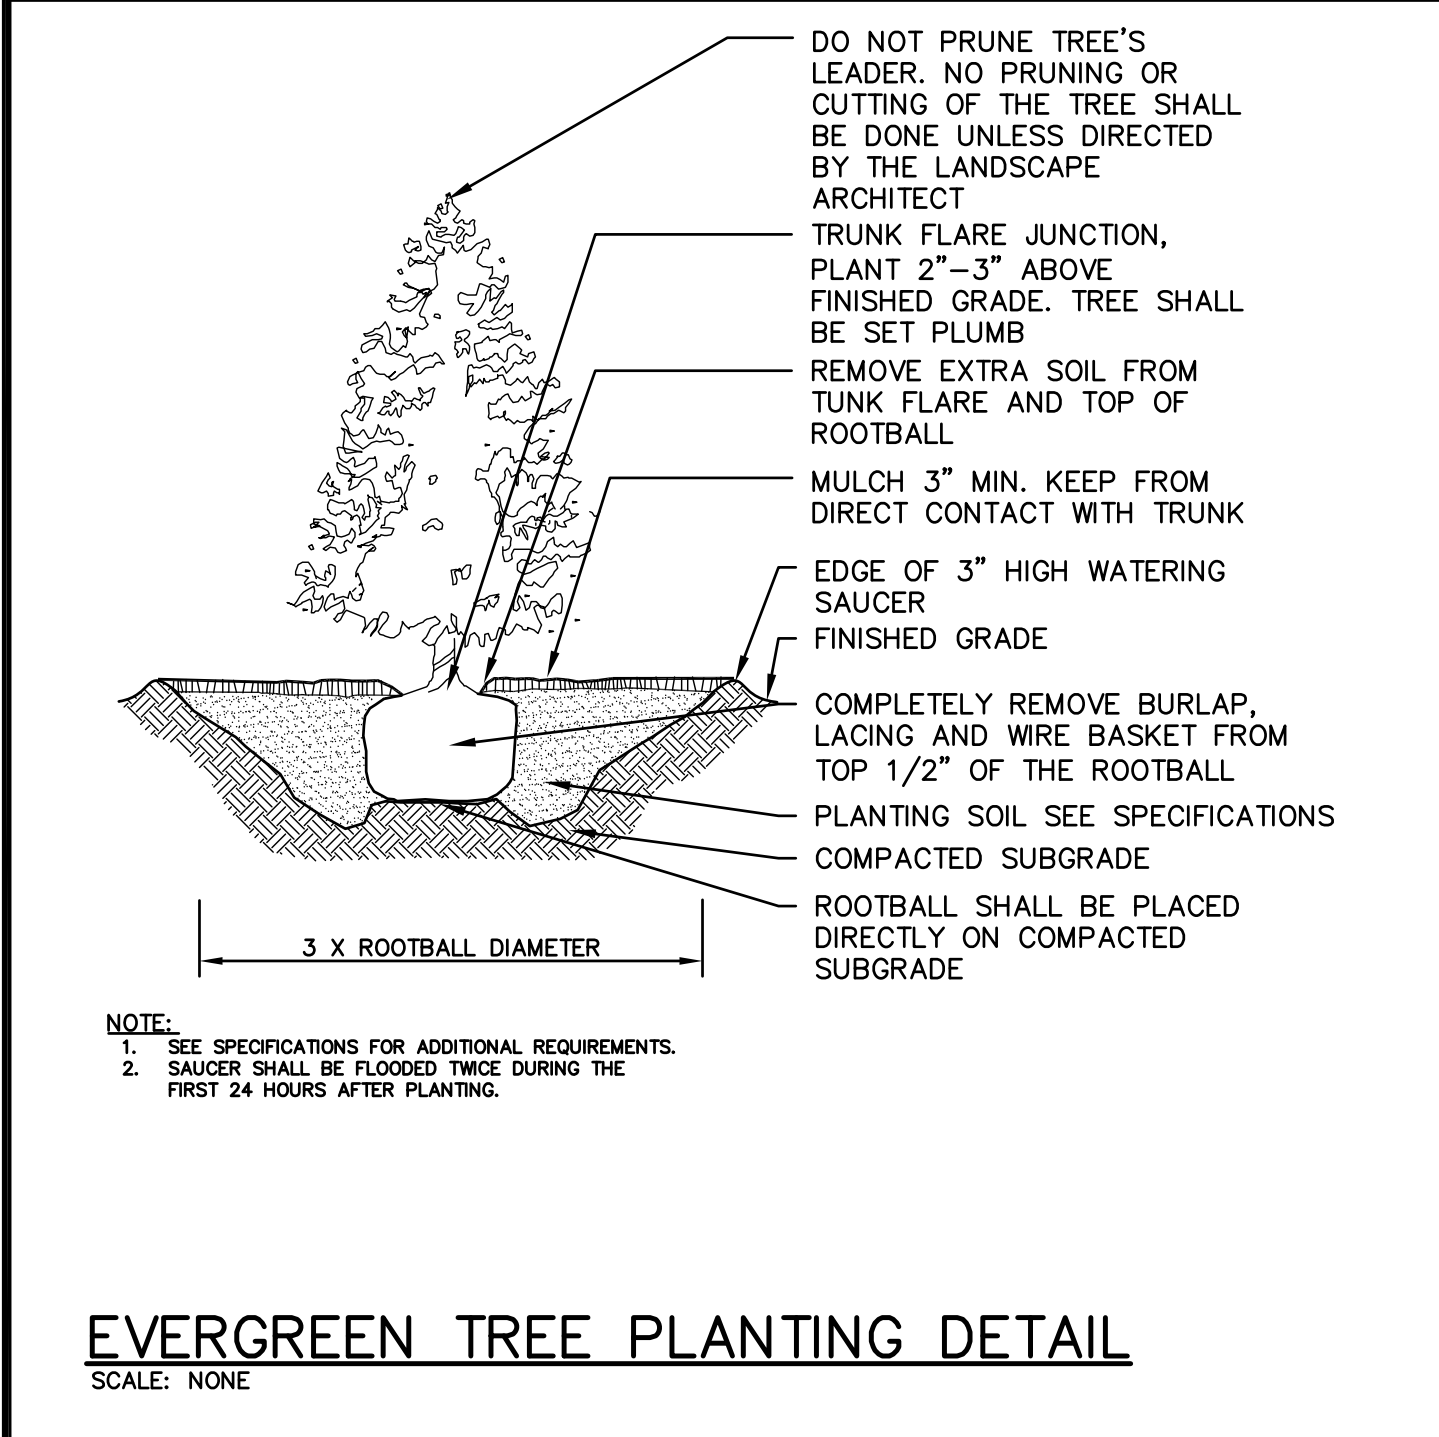 DO NOT PRUNE TREE'S
LEADER. NO PRUNING OR
CUTTING OF THE TREE SHALL
BE DONE UNLESS DIRECTED
BY THE LANDSCAPE
ARCHITECT
TRUNK FLARE JUNCTION,
PLANT 2"-3" ABOVE
FINISHED GRADE. TREE SHALL
BE SET PLUMB
REMOVE EXTRA SOIL FROM
TUNK FLARE AND TOP OF
ROOTBALL
MULCH 3" MIN. KEEP FROM
DIRECT CONTACT WITH TRUNK
EDGE OF 3" HIGH WATERING
SAUCER
FINISHED GRADE
COMPLETELY REMOVE BURLAP,
LACING AND WIRE BASKET FROM
TOP 1/2" OF THE ROOTBALL
PLANTING SOIL SEE SPECIFICATIONS
COMPACTED SUBGRADE
ROOTBALL SHALL BE PLACED
DIRECTLY ON COMPACTED
SUBGRADE
3 X ROOTBALL DIAMETER
NOTE:
1. SEE SPECIFICATIONS FOR ADDITIONAL REQUIREMENTS.
2. SAUCER SHALL BE FLOODED TWICE DURING THE
FIRST 24 HOURS AFTER PLANTING.
EVERGREEN TREE PLANTING DETAIL
SCALE: NONE